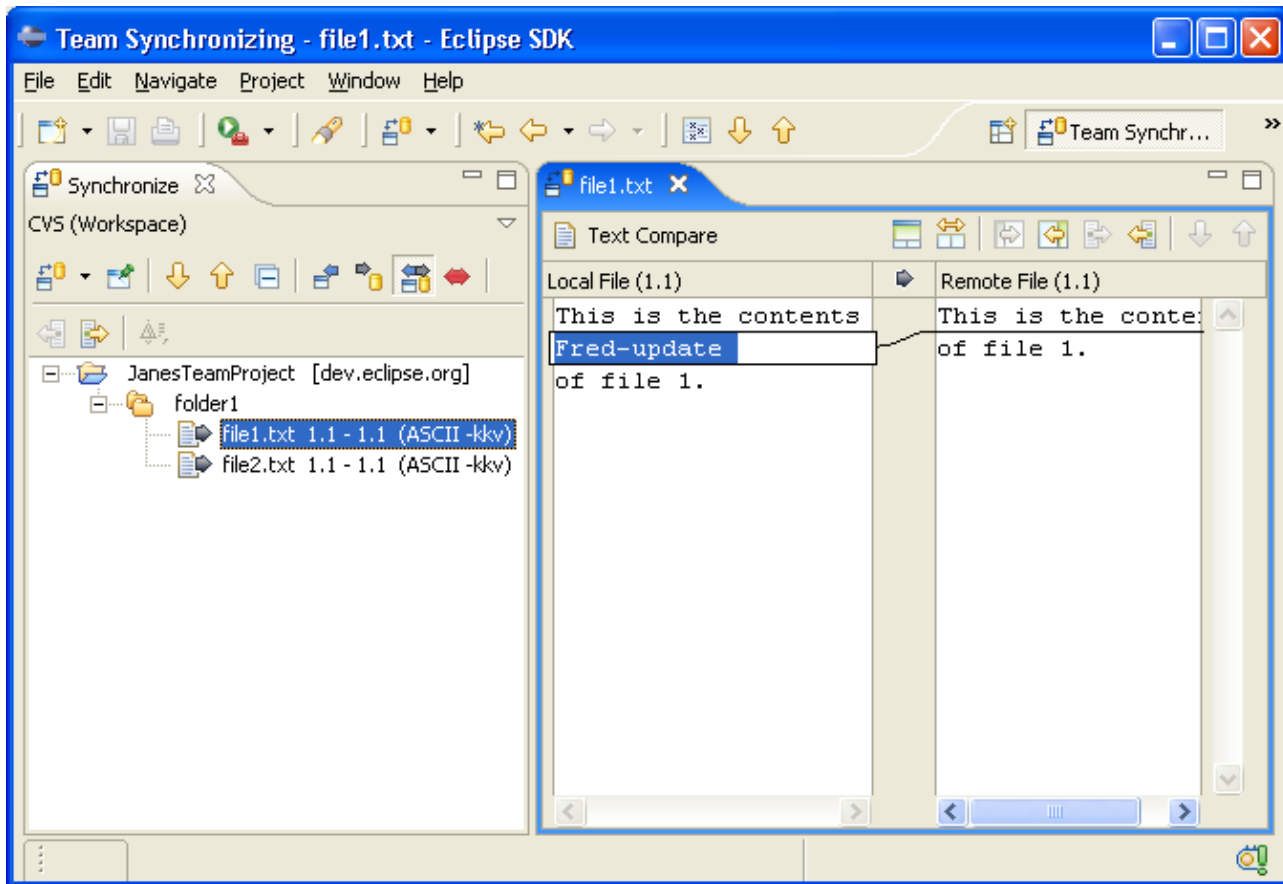 Team Synchronizing - file1.txt - Eclipse SDK
File Edit Navigate Project Window Help
Team Synchr...
Synchronize
CVS (Workspace)
JanesTeamProject [dev.eclipse.org]
folder1
file1.txt 1.1 - 1.1 (ASCII -kkv)
file2.txt 1.1 - 1.1 (ASCII -kkv)
file1.txt
Text Compare
Local File (1.1)
This is the contents
Fred-update
of file 1.
Remote File (1.1)
This is the conte
of file 1.